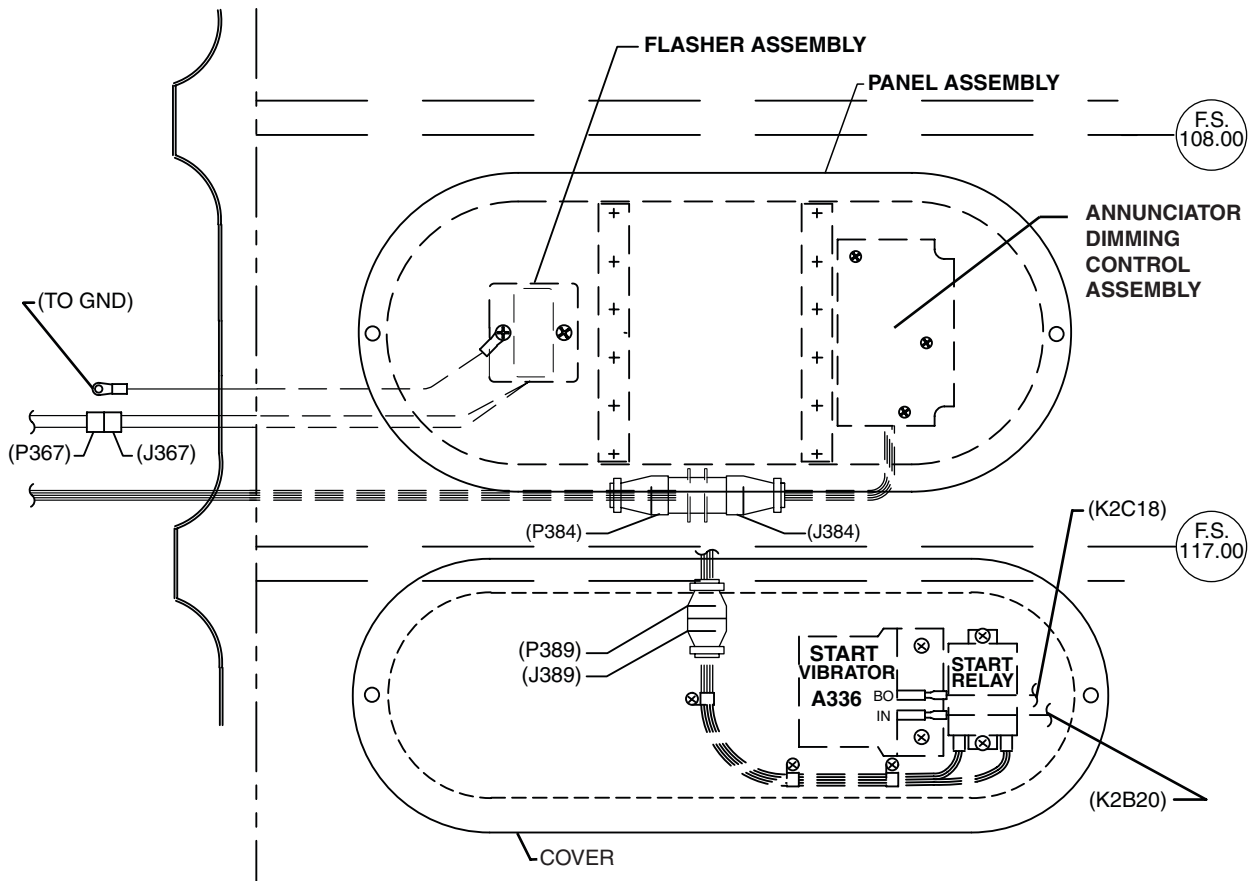 FLASHER ASSEMBLY
PANEL ASSEMBLY
F.S.
108.00
ANNUNCIATOR
DIMMING
CONTROL
ASSEMBLY
(TO GND)
(P367)
(J367)
(P384)
(J384)
(K2C18)
F.S.
117.00
(P389)
(J389)
START
VIBRATOR
A336
BO
IN
START
RELAY
(K2B20)
COVER